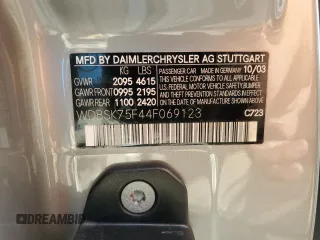 MFD BY DAIMLERCHRYSLER AG STUTTGART
KG LBS PASSENGER CAR MADE IN GERMANY 10/03
GVWR 2095 4615 THIS VEHICLE CONFORMS TO ALL APPLICABLE
GAWR FRONT 0995 2195 U.S. FEDERAL MOTOR VEHICLE SAFETY, BUMPER
GAWR REAR 1100 2420 AND THEFT PREVENTION STANDARDS IN EFFECT
ON THE DATE OF MANUFACTURE SHOWN ABOVE
WDBSK75F44F069123
C723
DREAMBID